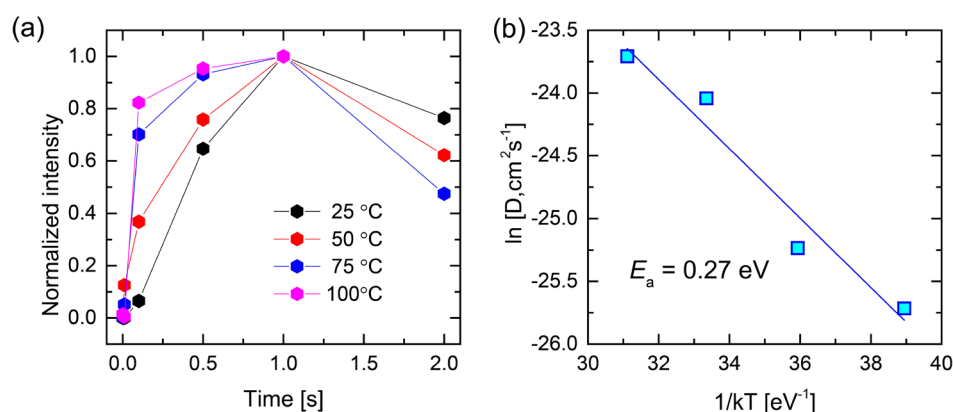 (a)
Normalized intensity
1.0
0.8
0.6
0.4
0.2
0.0
25 °C
50 °C
75 °C
100°C
0.0 0.5 1.0 1.5 2.0
Time [s]
(b)
ln [D,cm²s⁻¹]
-23.5
-24.0
-24.5
-25.0
-25.5
-26.0
Eₐ = 0.27 eV
30 32 34 36 38 40
1/kT [eV⁻¹]